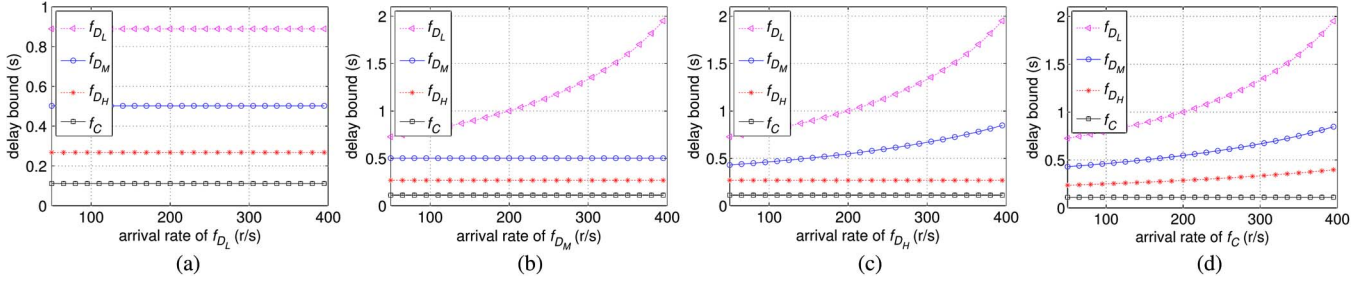 delay bound (s)
1
0.8
0.6
0.4
0.2
0
100
200
300
400
f_{D_L}
f_{D_M}
f_{D_H}
f_C
arrival rate of f_{D_L} (r/s)
(a)
delay bound (s)
2
1.5
1
0.5
0
100
200
300
400
f_{D_L}
f_{D_M}
f_{D_H}
f_C
arrival rate of f_{D_M} (r/s)
(b)
delay bound (s)
2
1.5
1
0.5
0
100
200
300
400
f_{D_L}
f_{D_M}
f_{D_H}
f_C
arrival rate of f_{D_H} (r/s)
(c)
delay bound (s)
2
1.5
1
0.5
0
100
200
300
400
f_{D_L}
f_{D_M}
f_{D_H}
f_C
arrival rate of f_C (r/s)
(d)